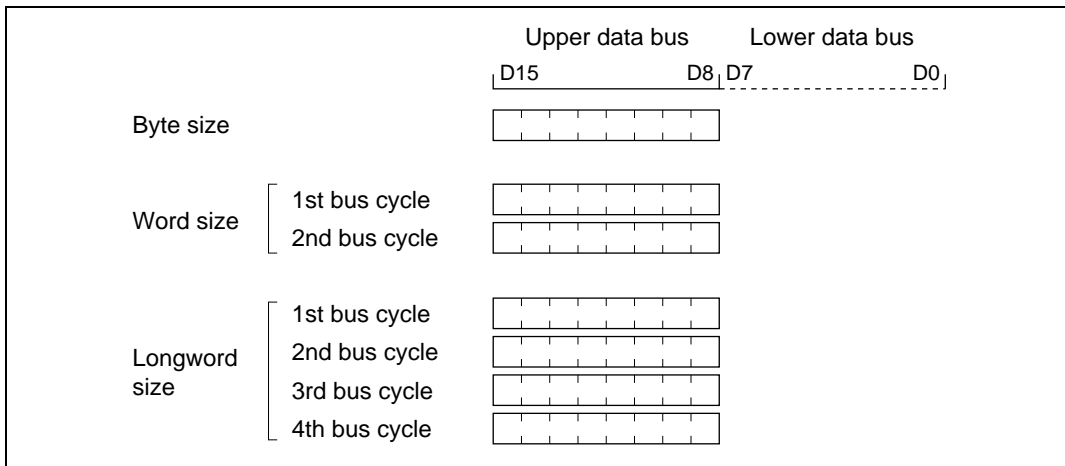 Upper data bus Lower data bus
D15 D8 D7 D0
Byte size
Word size
1st bus cycle
2nd bus cycle
Longword
size
1st bus cycle
2nd bus cycle
3rd bus cycle
4th bus cycle